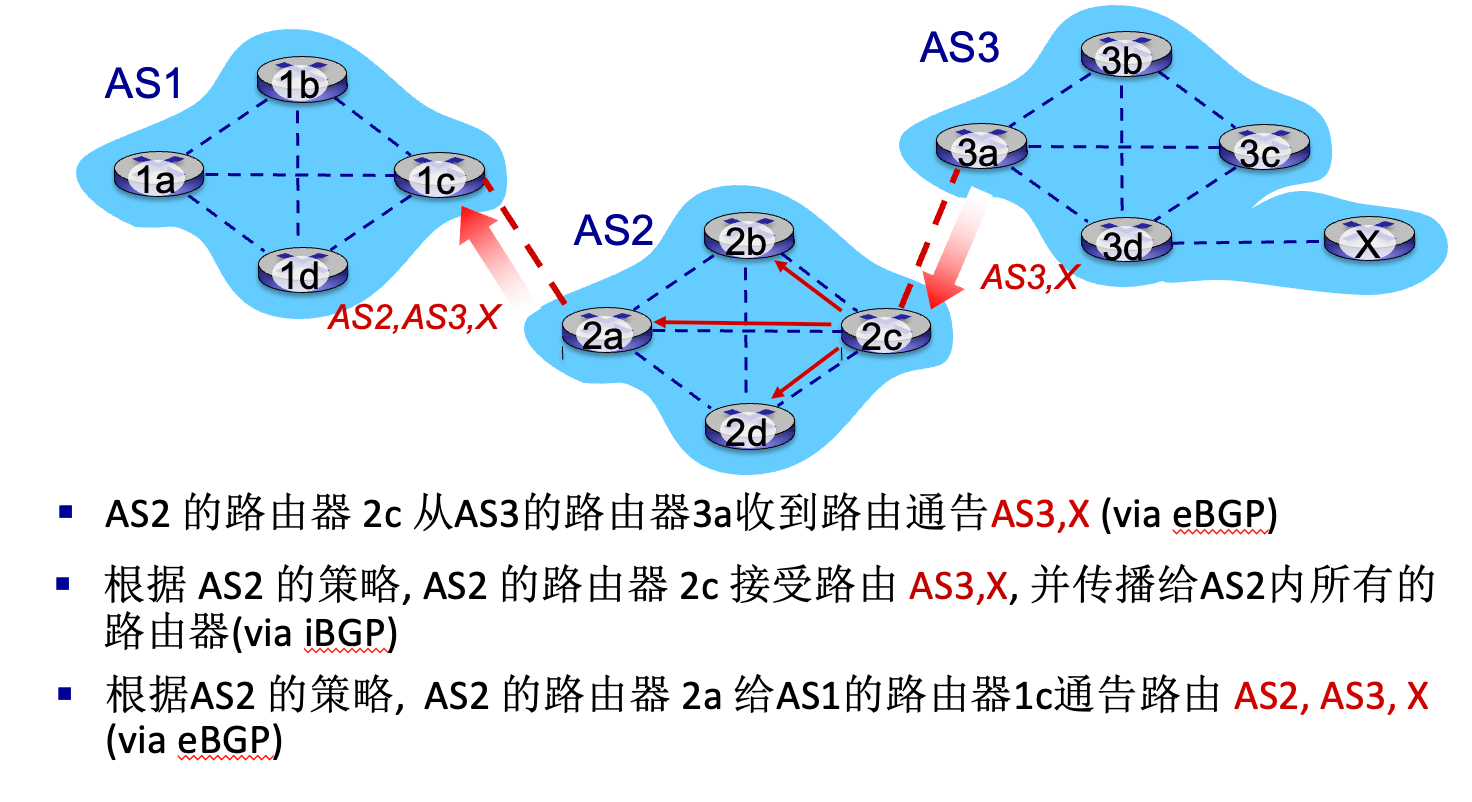 AS1
1b
1a
1c
1d
AS2,AS3,X
AS2
2b
2a
2c
2d
AS3
3b
3a
3c
3d
X
AS3,X
AS2 的路由器 2c 从AS3的路由器3a收到路由通告AS3,X (via eBGP)
根据 AS2 的策略, AS2 的路由器 2c 接受路由 AS3,X, 并传播给AS2内所有的
路由器(via iBGP)
根据AS2 的策略, AS2 的路由器 2a 给AS1的路由器1c通告路由 AS2, AS3, X
(via eBGP)